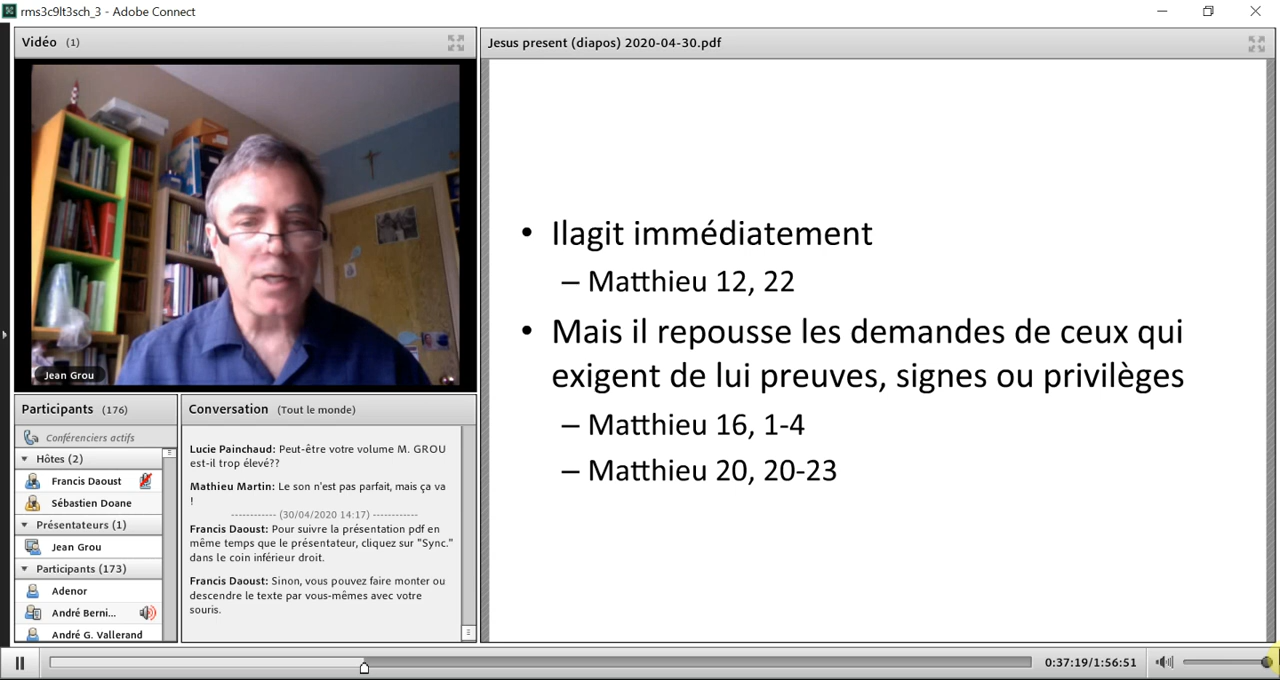 rms3c9lt3sch_3 - Adobe Connect
Vidéo (1)
Jean Grou
Participants (176)
Conférenciers actifs
Hôtes (2)
Francis Daoust
Sébastien Doane
Présentateurs (1)
Jean Grou
Participants (173)
Adenor
André Berni...
André G. Vallerand
Conversation (Tout le monde)
Lucie Painchaud: Peut-être votre volume M. GROU
est-il trop élevé??
Mathieu Martin: Le son n'est pas parfait, mais ça va
!
------------ (30/04/2020 14:17) ------------
Francis Daoust: Pour suivre la présentation pdf en
même temps que le présentateur, cliquez sur "Sync."
dans le coin inférieur droit.
Francis Daoust: Sinon, vous pouvez faire monter ou
descendre le texte par vous-mêmes avec votre
souris.
Jesus present (diapos) 2020-04-30.pdf
• Ilagit immédiatement
– Matthieu 12, 22
• Mais il repousse les demandes de ceux qui
exigent de lui preuves, signes ou privilèges
– Matthieu 16, 1-4
– Matthieu 20, 20-23
0:37:19/1:56:51